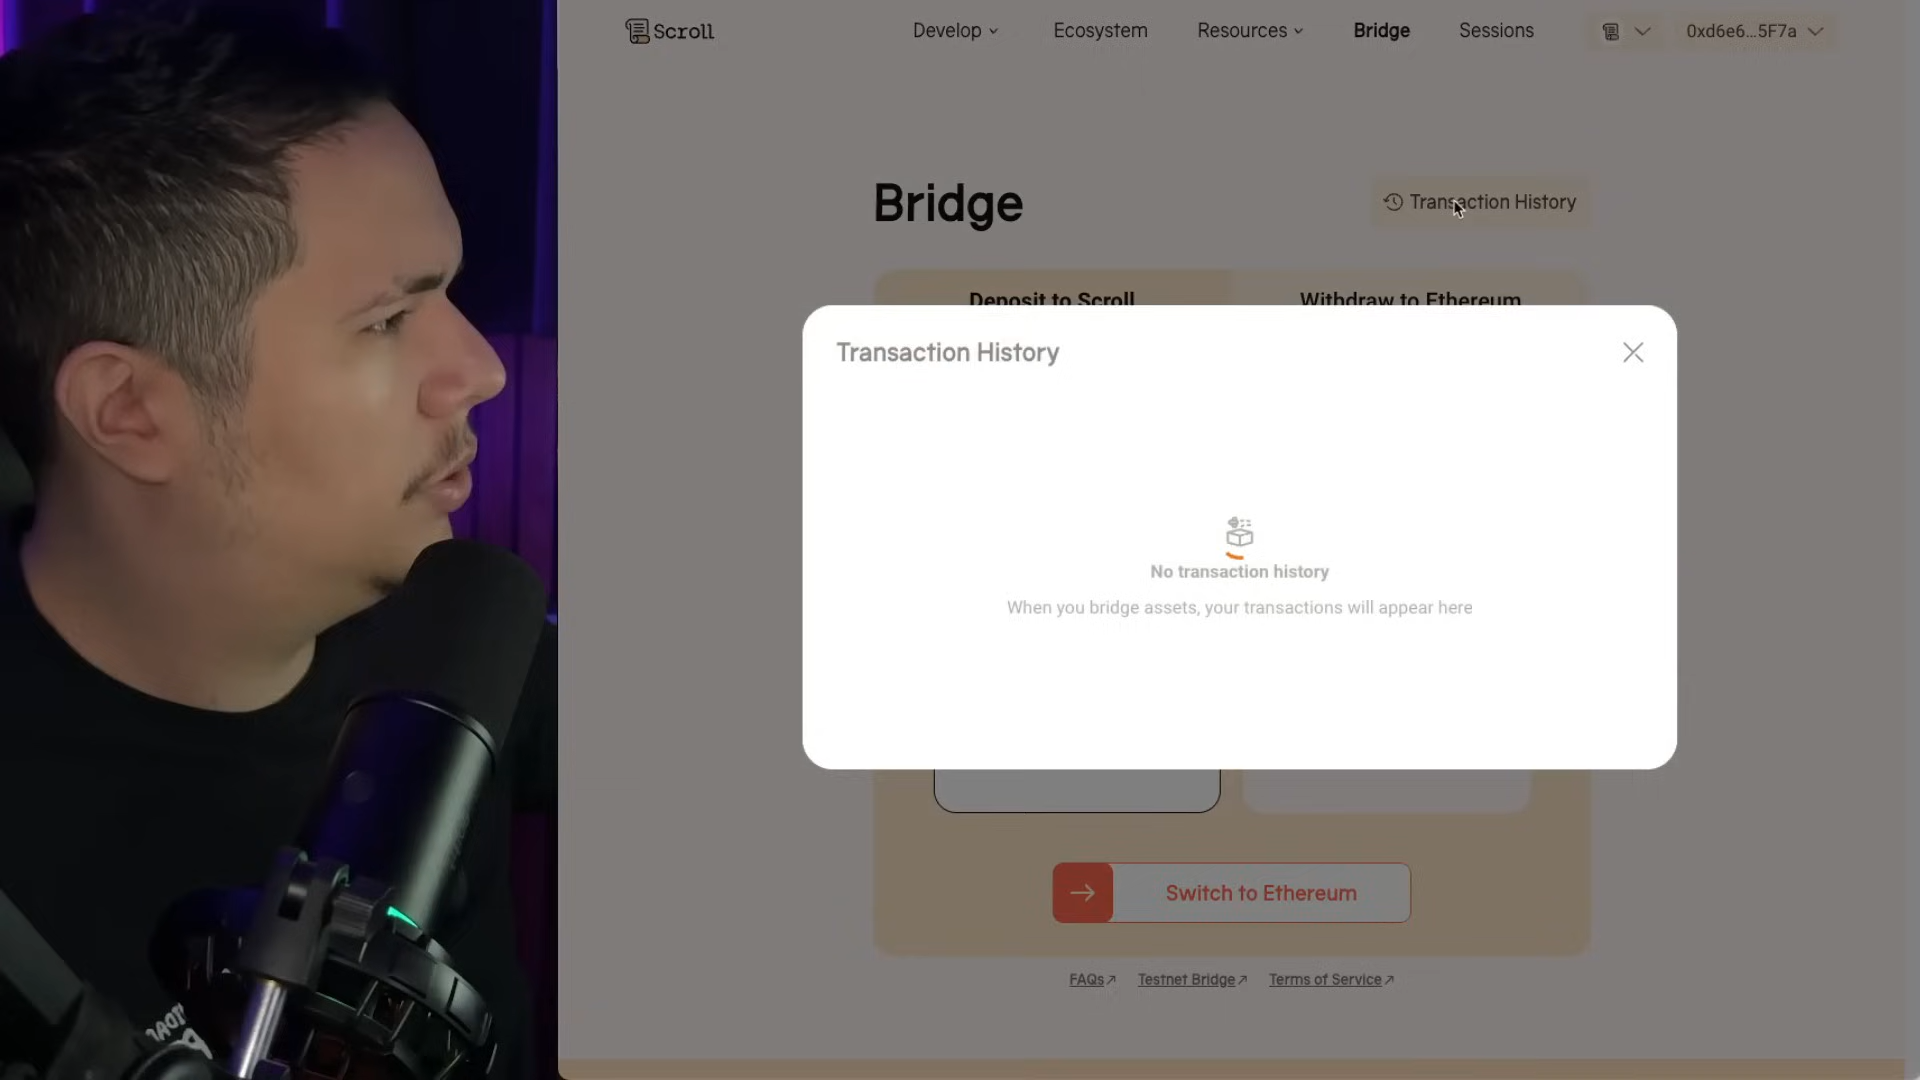 Scroll
Develop
Ecosystem
Resources
Bridge
Sessions
0xd6e6...5F7a
Bridge
Transaction History
Deposit to Scroll
Withdraw to Ethereum
Transaction History
No transaction history
When you bridge assets, your transactions will appear here
Switch to Ethereum
FAQs↗
Testnet Bridge↗
Terms of Service↗